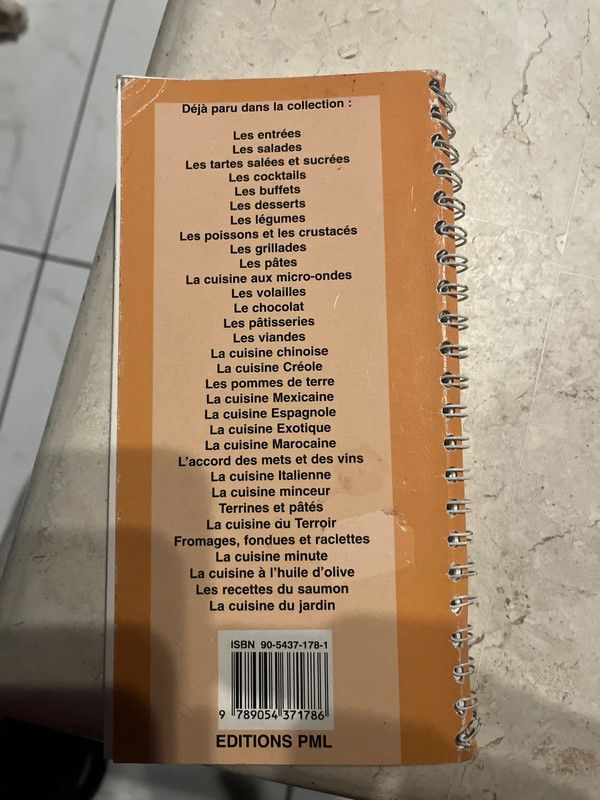 Déjà paru dans la collection :
Les entrées
Les salades
Les tartes salées et sucrées
Les cocktails
Les buffets
Les desserts
Les légumes
Les poissons et les crustacés
Les grillades
Les pâtes
La cuisine aux micro-ondes
Les volailles
Le chocolat
Les pâtisseries
Les viandes
La cuisine chinoise
La cuisine Créole
Les pommes de terre
La cuisine Mexicaine
La cuisine Espagnole
La cuisine Exotique
La cuisine Marocaine
L'accord des mets et des vins
La cuisine Italienne
La cuisine minceur
Terrines et pâtés
La cuisine du Terroir
Fromages, fondues et raclettes
La cuisine minute
La cuisine à l'huile d'olive
Les recettes du saumon
La cuisine du jardin
ISBN 90-5437-178-1
9 789054 371786
EDITIONS PML